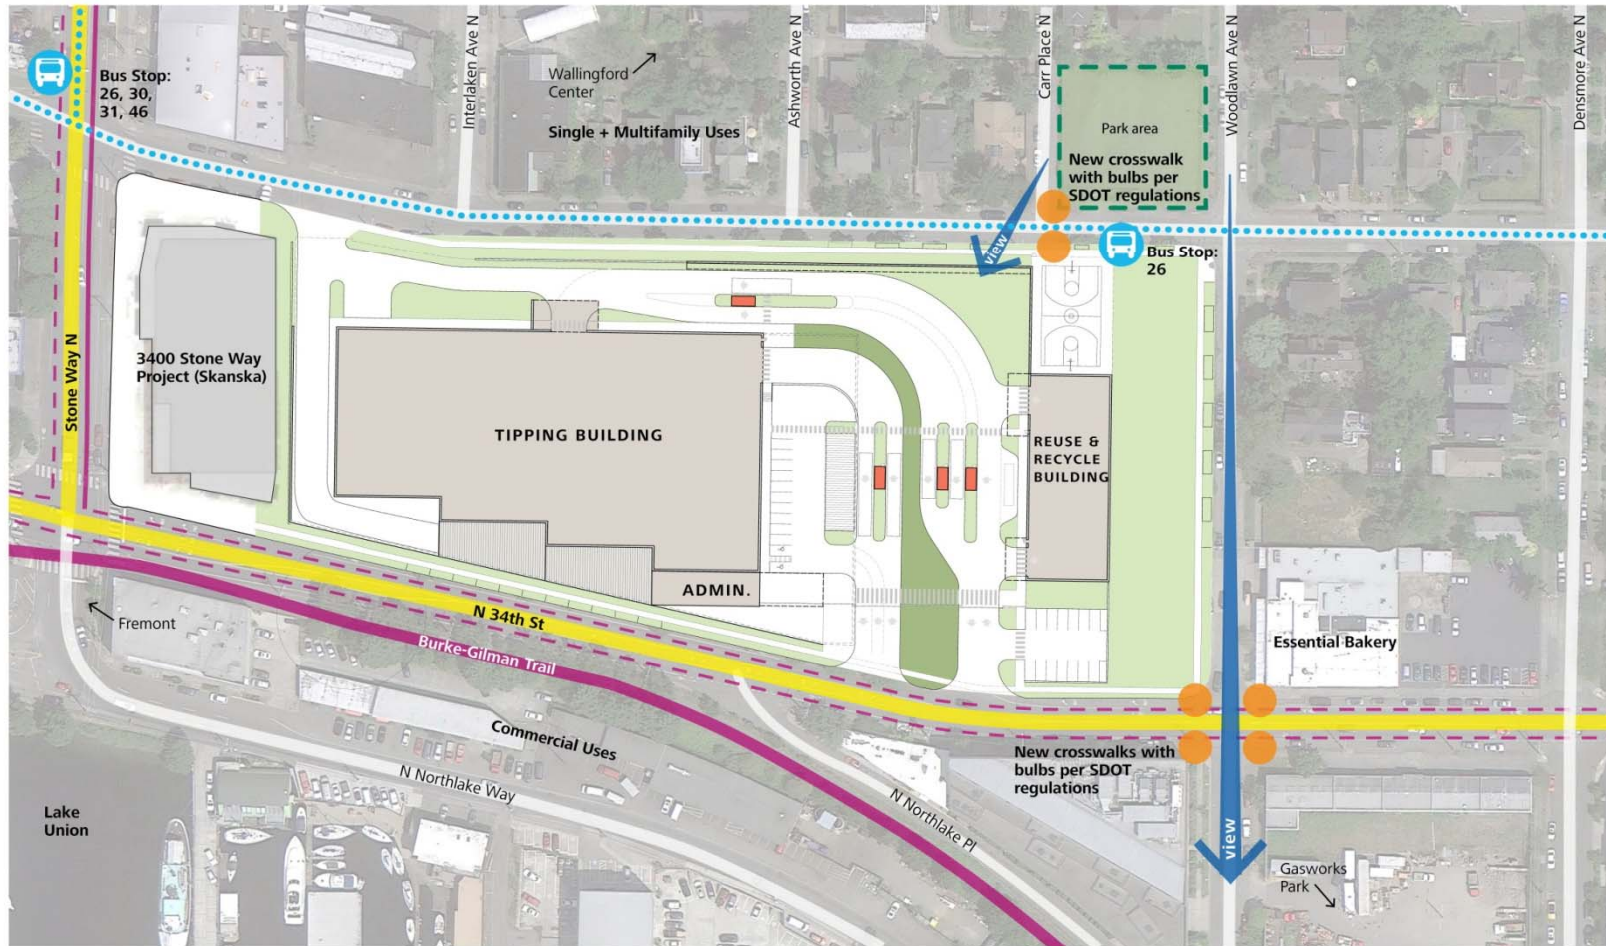 Bus Stop:
26, 30,
31, 46
Stone Way N
Interlaken Ave N
Wallingford
Center
Single + Multifamily Uses
Ashworth Ave N
Carr Place N
Park area
New crosswalk
with bulbs per
SDOT regulations
Woodlawn Ave N
Densmore Ave N
view
Bus Stop:
26
3400 Stone Way
Project (Skanska)
TIPPING BUILDING
REUSE &
RECYCLE
BUILDING
ADMIN.
N 34th St
Fremont
Burke-Gilman Trail
Essential Bakery
Commercial Uses
New crosswalks with
bulbs per SDOT
regulations
N Northlake Way
N Northlake Pl
Lake
Union
view
Gasworks
Park